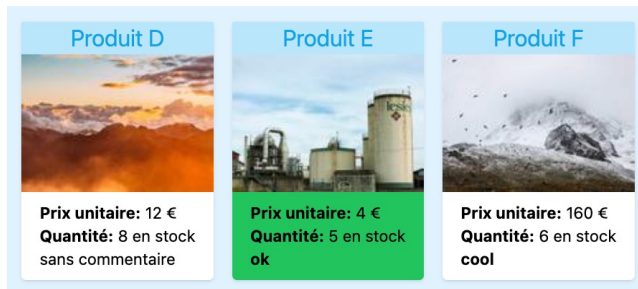 Produit D
Prix unitaire: 12 €
Quantité: 8 en stock
sans commentaire
Produit E
lesieur
Prix unitaire: 4 €
Quantité: 5 en stock
ok
Produit F
Prix unitaire: 160 €
Quantité: 6 en stock
cool